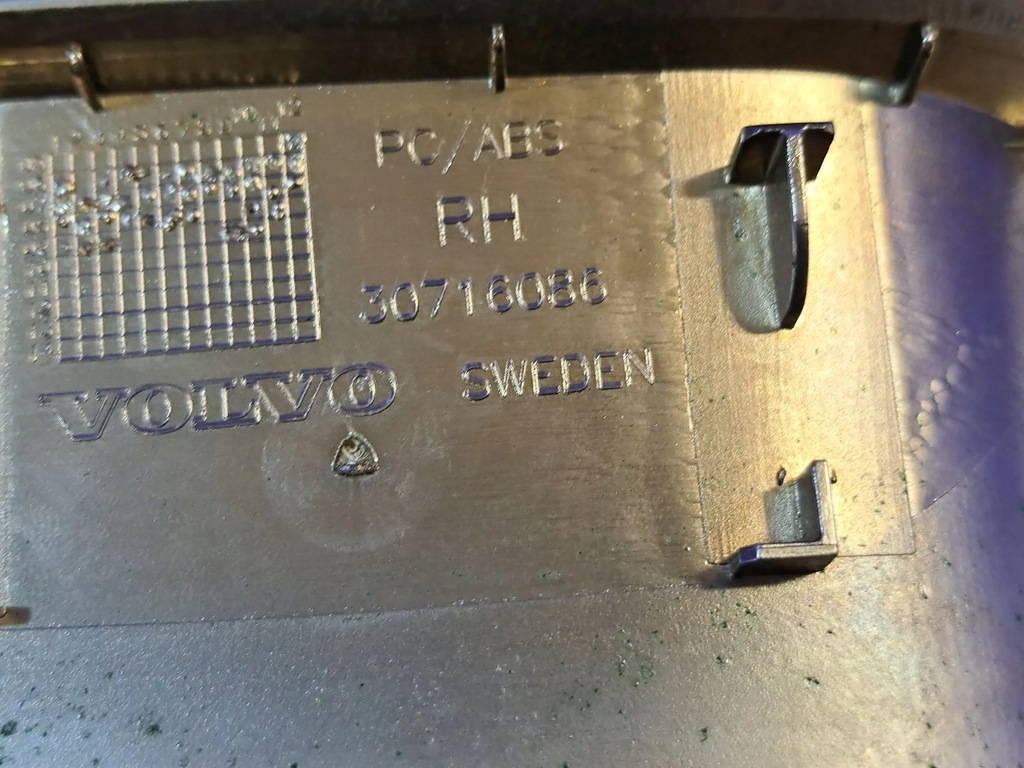 PC/ABS
RH
30716086
VOLVO SWEDEN